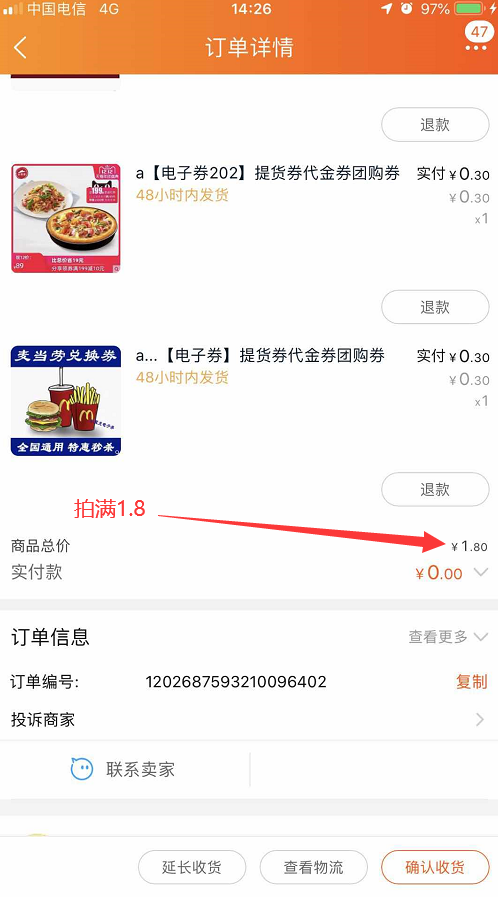 中国电信 4G 14:26 97%
订单详情
47
退款
a【电子券202】提货券代金券团购券 实付 ¥0.30
48小时内发货 ¥0.30
x1
退款
a...【电子券】提货券代金券团购券 实付 ¥0.30
48小时内发货 ¥0.30
x1
麦当劳兑换券
全国通用 特惠秒杀
退款
拍满1.8
商品总价 ¥1.80
实付款 ¥0.00
订单信息 查看更多
订单编号: 1202687593210096402 复制
投诉商家
联系卖家
延长收货 查看物流 确认收货